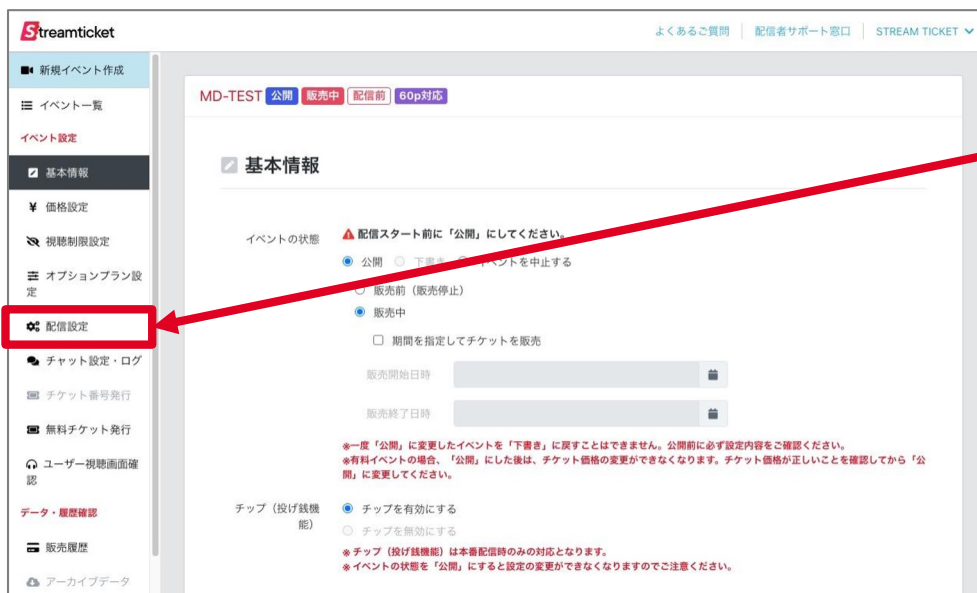 Streamticket
よくあるご質問
配信者サポート窓口
STREAM TICKET
新規イベント作成
イベント一覧
イベント設定
基本情報
価格設定
視聴制限設定
オプションプラン設
定
配信設定
チャット設定・ログ
チケット番号発行
無料チケット発行
ユーザー視聴画面確
認
データ・履歴確認
販売履歴
アーカイブデータ
MD-TEST 公開 販売中 配信前 60p対応
基本情報
イベントの状態
配信スタート前に「公開」にしてください。
公開 下書き イベントを中止する
販売前（販売停止）
販売中
期間を指定してチケットを販売
販売開始日時
販売終了日時
※一度「公開」に変更したイベントを「下書き」に戻すことはできません。公開前に必ず設定内容をご確認ください。
※有料イベントの場合、「公開」にした後は、チケット価格の変更ができなくなります。チケット価格が正しいことを確認してから「公
開」に変更してください。
チップ（投げ銭機
能）
チップを有効にする
チップを無効にする
※ チップ（投げ銭機能）は本番配信時のみの対応となります。
※ イベントの状態を「公開」にすると設定の変更ができなくなりますのでご注意ください。